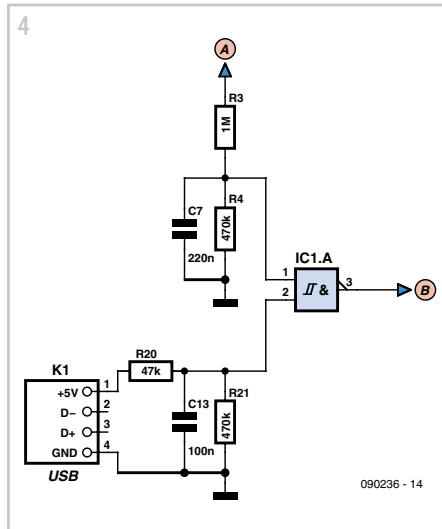 4
A
R3
1M
C7
220n
R4
470k
IC1.A
1
2
&
3
B
K1
R20
47k
+5V
1
D−
2
D+
3
GND
4
USB
C13
100n
R21
470k
090236 - 14